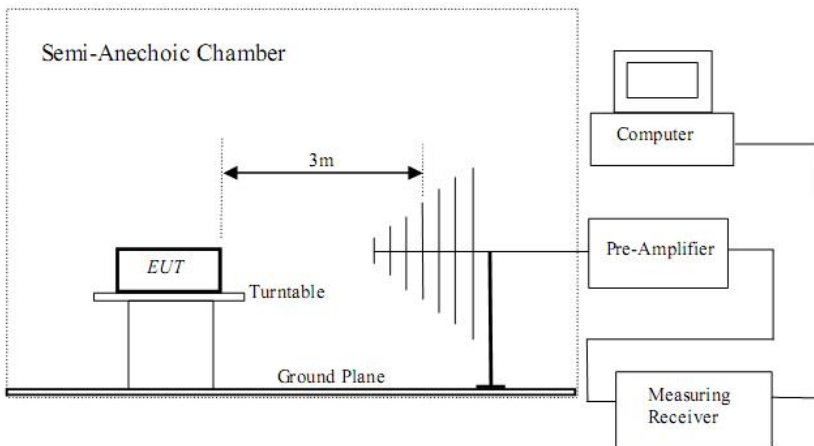 Semi-Anechoic Chamber
3m
EUT
Turntable
Ground Plane
Computer
Pre-Amplifier
Measuring
Receiver